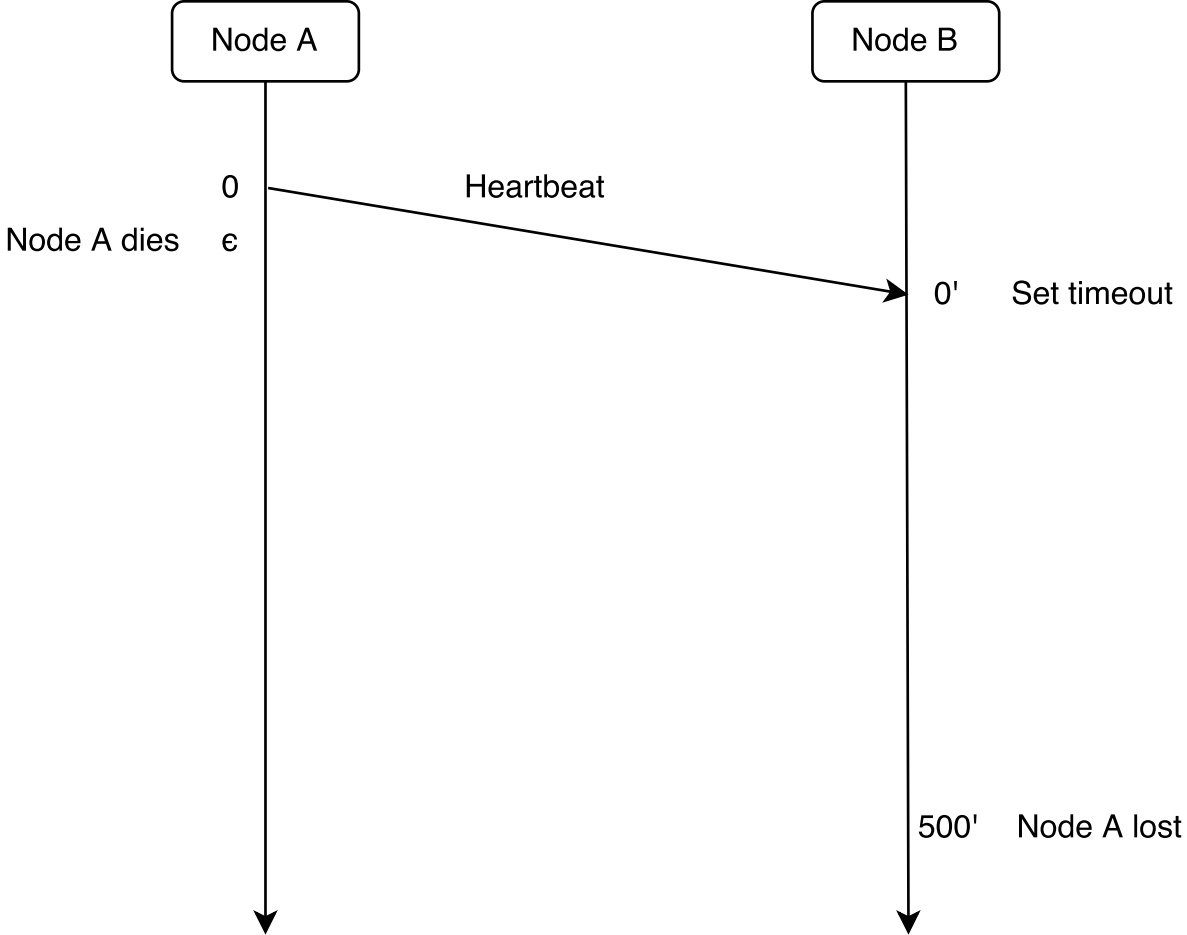 Node A
Node B
0
Heartbeat
Node A dies
є
0'
Set timeout
500'
Node A lost